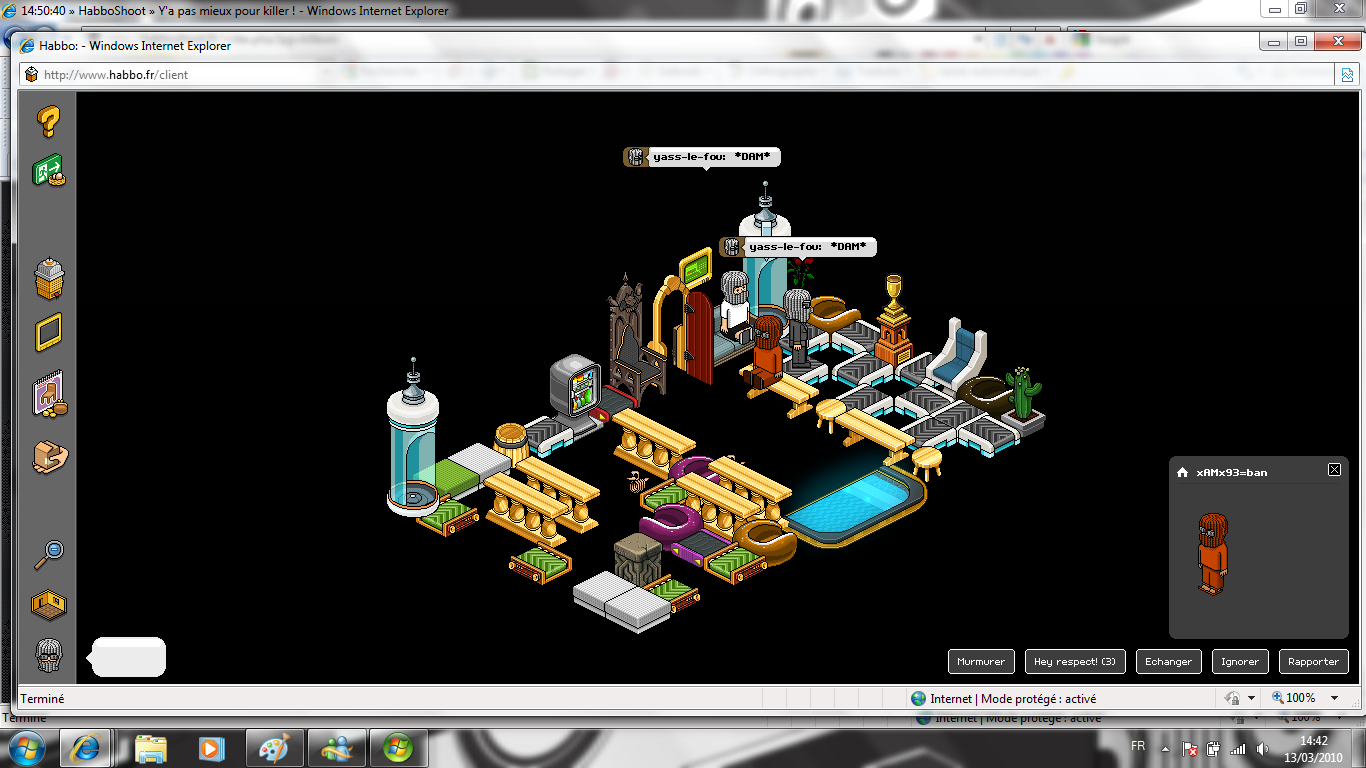 14:50:40 » HabboShoot » Y'a pas mieux pour killer ! - Windows Internet Explorer
Habbo: - Windows Internet Explorer
http://www.habbo.fr/client
yass-le-fou: *DAM*
yass-le-fou: *DAM*
xAMx93=ban
Murmurer
Hey respect! (3)
Echanger
Ignorer
Rapporter
Terminé
Internet | Mode protégé : activé
100%
Terminé
Internet | Mode protégé : activé
100%
FR
14:42
13/03/2010